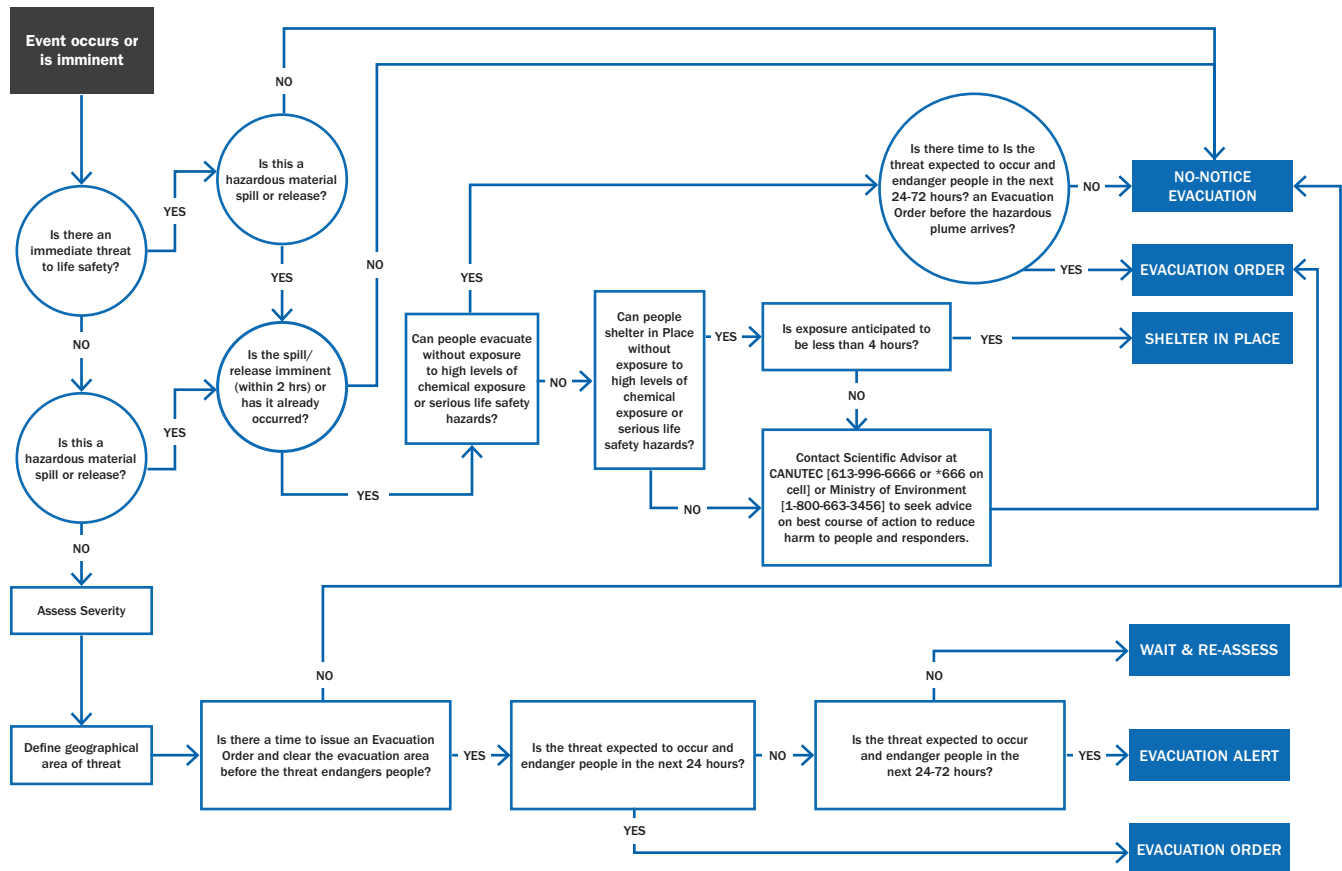 Event occurs or
is imminent
NO
Is this a
hazardous material
spill or release?
YES
Is there an
immediate threat
to life safety?
YES
NO
NO
Is there time to Is the
threat expected to occur and
endanger people in the next
24-72 hours? an Evacuation
Order before the hazardous
plume arrives?
NO
NO-NOTICE
EVACUATION
YES
EVACUATION ORDER
Is the spill/
release imminent
(within 2 hrs) or
has it already
occurred?
YES
Can people evaluate
without exposure
to high levels of
chemical exposure
or serious life safety
hazards?
YES
NO
Can people
shelter in Place
without
exposure to
high levels of
chemical
exposure or
serious life
safety hazards?
YES
Is exposure anticipated to
be less than 4 hours?
YES
SHELTER IN PLACE
NO
NO
Contact Scientific Advisor at
CANUTEC [613-996-6666 or *666 on
cell] or Ministry of Environment
[1-800-663-3456] to seek advice
on best course of action to reduce
harm to people and responders.
Is this a
hazardous material
spill or release?
YES
NO
Assess Severity
Define geographical
area of threat
NO
Is there a time to issue an Evacuation
Order and clear the evacuation area
before the threat endangers people?
YES
Is the threat expected to occur and
endanger people in the next 24 hours?
NO
Is the threat expected to occur
and endanger people in the
next 24-72 hours?
NO
WAIT & RE-ASSESS
YES
EVACUATION ALERT
YES
EVACUATION ORDER